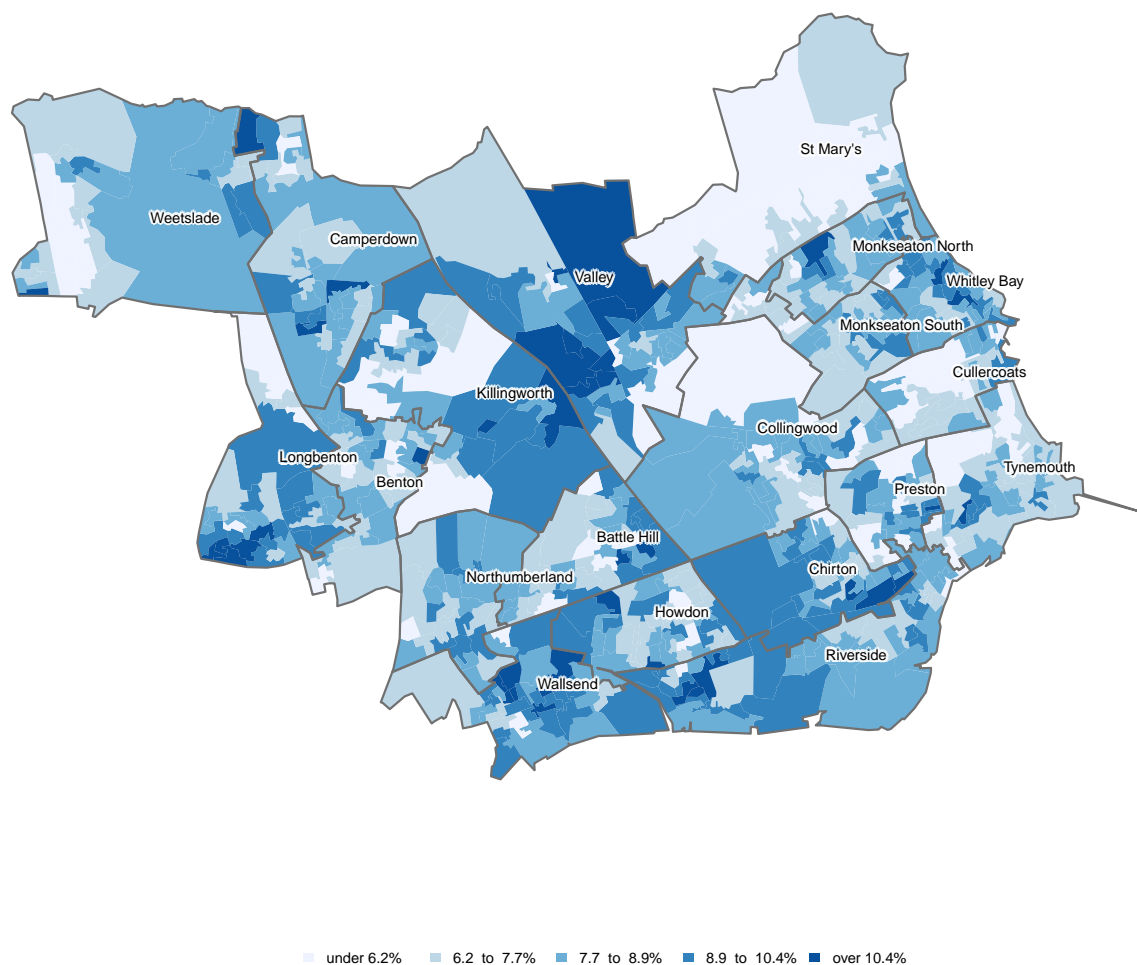 St Mary's
Weetslade
Camperdown
Monkseaton North
Valley
Whitley Bay
Monkseaton South
Cullercoats
Killingworth
Collingwood
Longbenton
Tynemouth
Benton
Preston
Battle Hill
Chirton
Northumberland
Howdon
Riverside
Wallsend
under 6.2% 6.2 to 7.7% 7.7 to 8.9% 8.9 to 10.4% over 10.4%